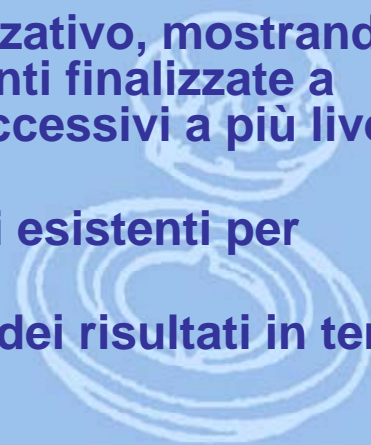 zativo, mostrand
nti finalizzate a
ccessivi a più live
i esistenti per
dei risultati in ter